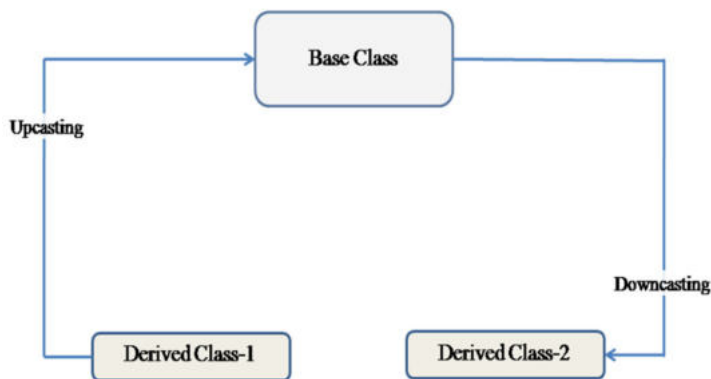 Base Class
Upcasting
Downcasting
Derived Class-1
Derived Class-2